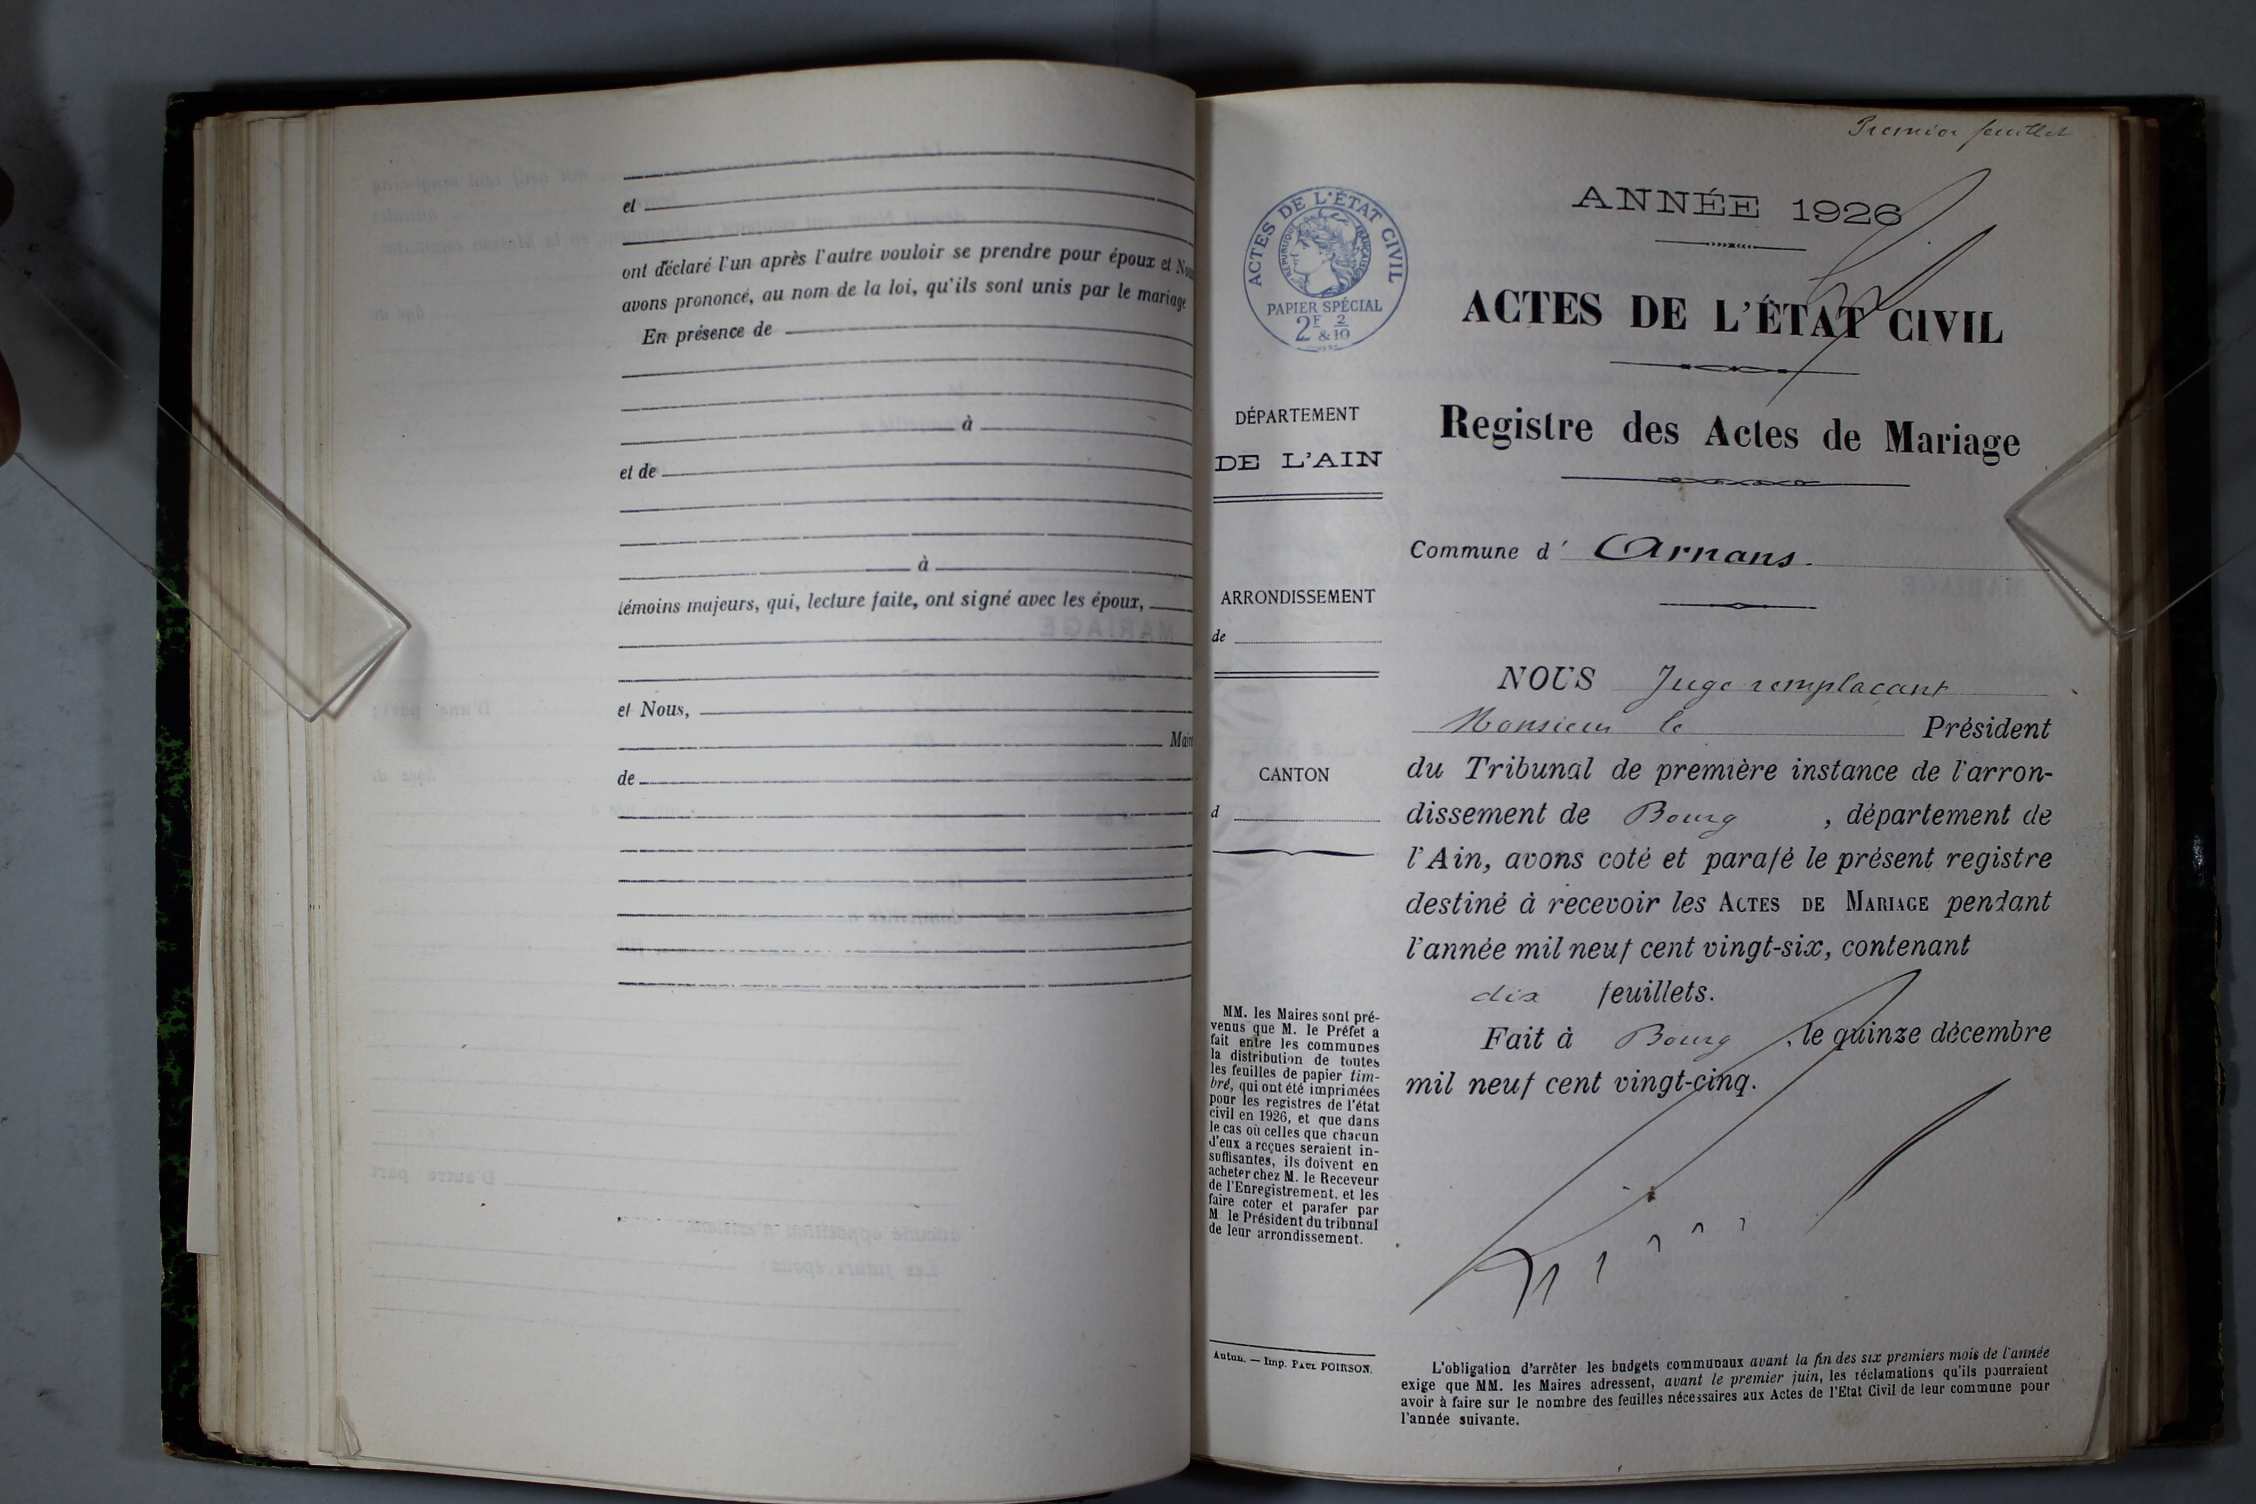 et
ont déclaré l'un après l'autre vouloir se prendre pour époux et Nous
avons prononcé, au nom de la loi, qu'ils sont unis par le mariage
En présence de
à
et de
à
témoins majeurs, qui, lecture faite, ont signé avec les époux,
et Nous,
Maire
de
Premier feuillet
ANNÉE 1926
ACTES DE L'ÉTAT CIVIL
RÉPUBLIQUE FRANÇAISE
PAPIER SPÉCIAL
2F & 2/10
ACTES DE L'ÉTAT CIVIL
Registre des Actes de Mariage
DÉPARTEMENT
DE L'AIN
Commune d' Arnans.
ARRONDISSEMENT
de
CANTON
d
NOUS Juge remplaçant
Monsieur le Président
du Tribunal de première instance de l'arron-
dissement de Bourg, département de
l'Ain, avons coté et parafé le présent registre
destiné à recevoir les ACTES DE MARIAGE pendant
l'année mil neuf cent vingt-six, contenant
dix feuillets.
Fait à Bourg, le quinze décembre
mil neuf cent vingt-cinq.
MM. les Maires sont pré-
venus que M. le Préfet a
fait entre les communes
la distribution de toutes
les feuilles de papier tim-
bré, qui ont été imprimées
pour les registres de l'état
civil en 1926, et que dans
le cas où celles que chacun
d'eux a reçues seraient in-
suffisantes, ils doivent en
acheter chez M. le Receveur
de l'Enregistrement, et les
faire coter et parafer par
M. le Président du tribunal
de leur arrondissement.
Autun. — Imp. PAUL POIRSON.
L'obligation d'arrêter les budgets communaux avant la fin des six premiers mois de l'année
exige que MM. les Maires adressent, avant le premier juin, les réclamations qu'ils pourraient
avoir à faire sur le nombre des feuilles nécessaires aux Actes de l'Etat Civil de leur commune pour
l'année suivante.